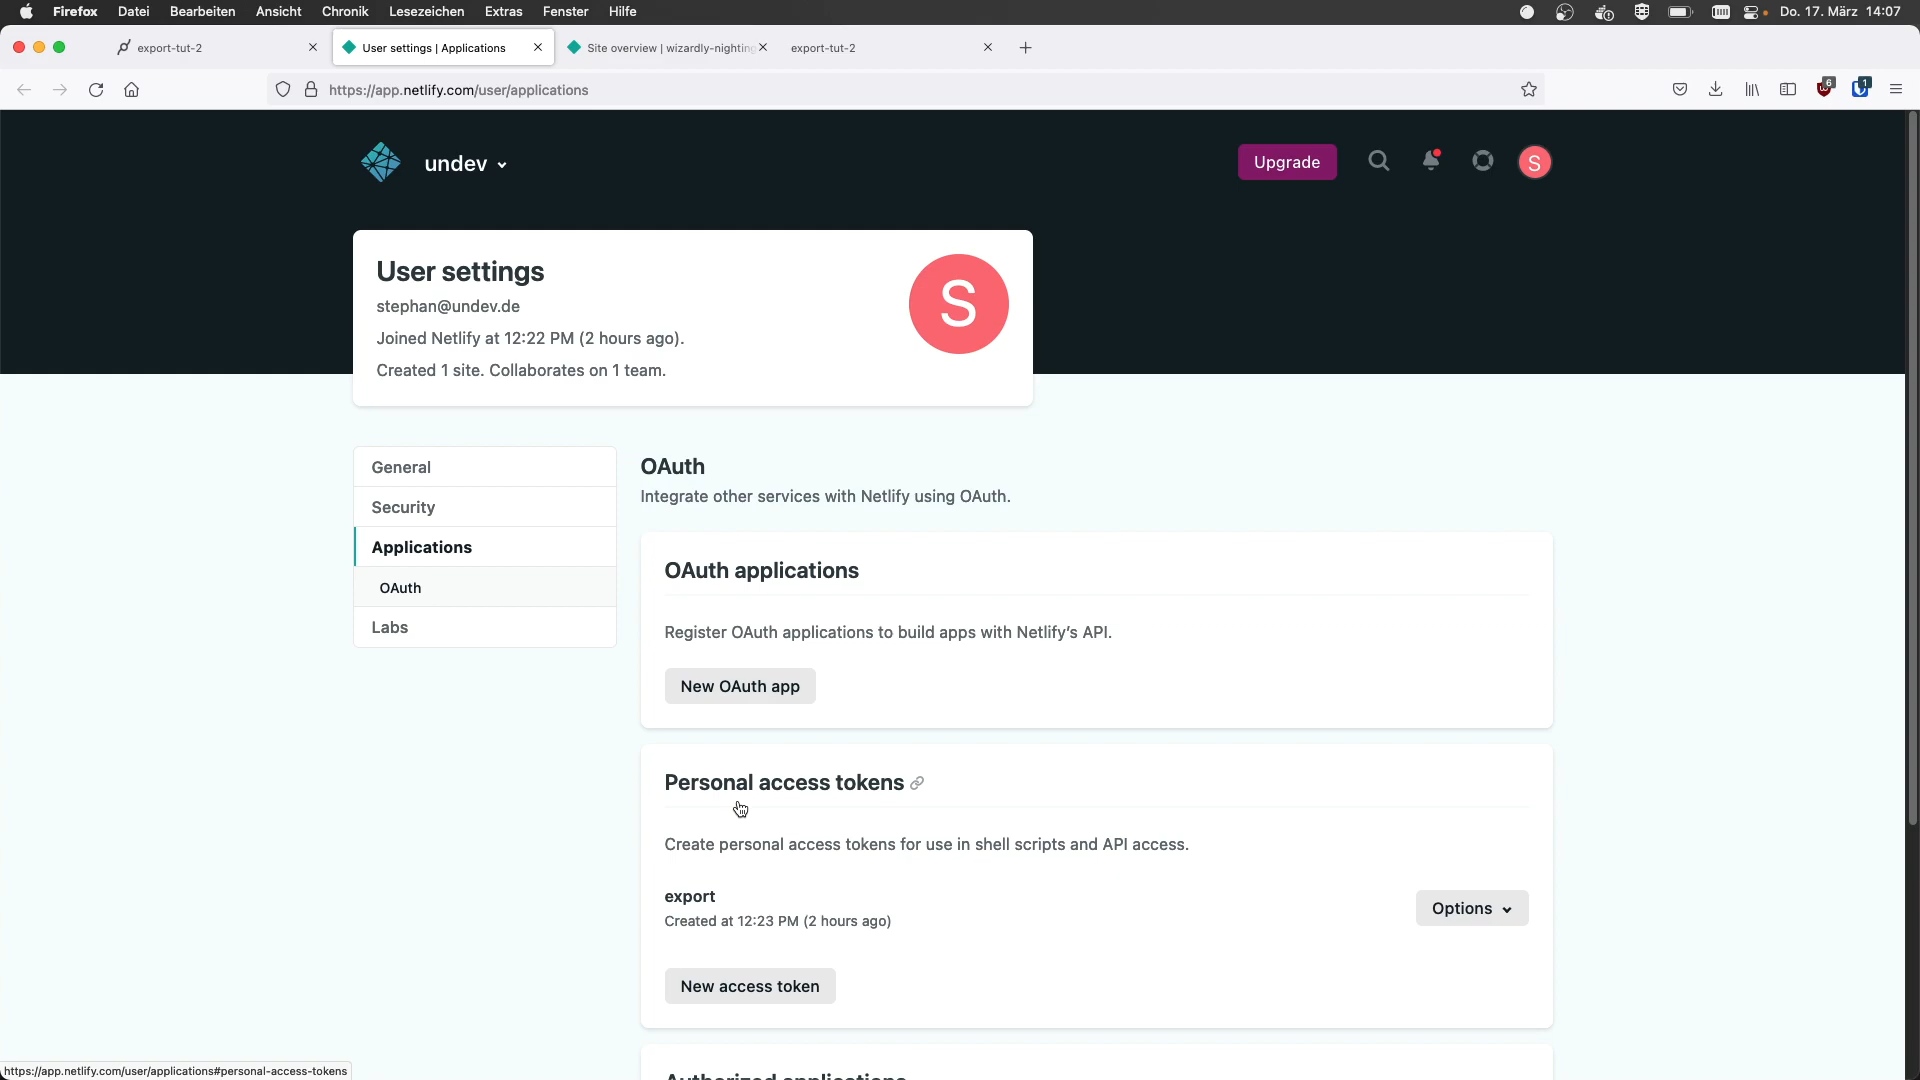 Firefox Datei Bearbeiten Ansicht Chronik Lesezeichen Extras Fenster Hilfe Do. 17. März 14:07
export-tut-2 User settings | Applications Site overview | wizardly-nighting export-tut-2
https://app.netlify.com/user/applications 6 1
undev Upgrade S
User settings
stephan@undev.de
Joined Netlify at 12:22 PM (2 hours ago).
Created 1 site. Collaborates on 1 team.
S
General
Security
Applications
OAuth
Labs
OAuth
Integrate other services with Netlify using OAuth.
OAuth applications
Register OAuth applications to build apps with Netlify's API.
New OAuth app
Personal access tokens
Create personal access tokens for use in shell scripts and API access.
export
Created at 12:23 PM (2 hours ago)
Options
New access token
Authorized applications
https://app.netlify.com/user/applications#personal-access-tokens